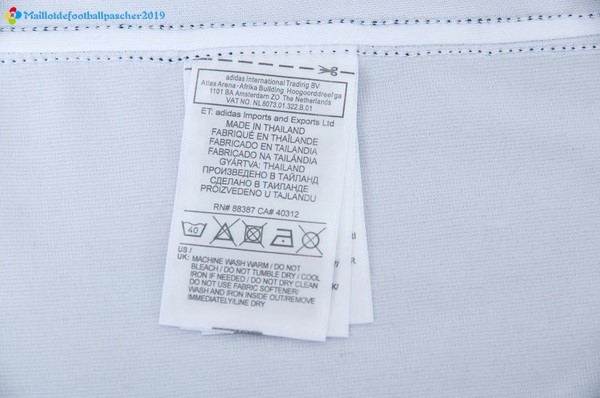 Mailloldefootballpascher2019
adidas International Trading BV
Atlas Arena - Afrika Building Hoogoorddreef 9a
1101 BA Amsterdam ZO The Netherlands
VAT NO. NL8073.01.322.B.01
ET: adidas Imports and Exports Ltd
MADE IN THAILAND
FABRIQUÉ EN THAÏLANDE
FABRICADO EN TAILANDIA
FABRICADO NA TAILÂNDIA
GYÁRTVA: THAILAND
ПРОИЗВЕДЕНО В ТАЙЛАНД
СДЕЛАНО В ТАИЛАНДЕ
PROIZVEDENO U TAJLANDU
RN# 88387 CA# 40312
40
US /
UK: MACHINE WASH WARM / DO NOT
BLEACH / DO NOT TUMBLE DRY / COOL
IRON IF NEEDED / DO NOT DRY CLEAN
DO NOT USE FABRIC SOFTENER/
WASH AND IRON INSIDE OUT/REMOVE
IMMEDIATELY/LINE DRY